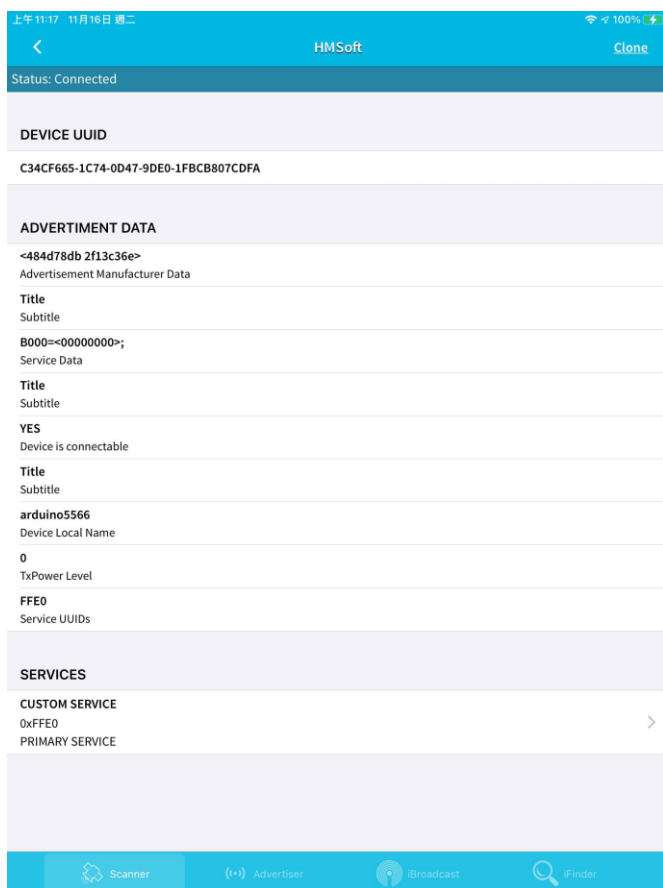 上午11:17 11月16日 週二
100%
HMSoft
Clone
Status: Connected
DEVICE UUID
C34CF665-1C74-0D47-9DE0-1FBCB807CDFA
ADVERTIMENT DATA
<484d78db 2f13c36e>
Advertisement Manufacturer Data
Title
Subtitle
B000=<00000000>;
Service Data
Title
Subtitle
YES
Device is connectable
Title
Subtitle
arduino5566
Device Local Name
0
TxPower Level
FFE0
Service UUIDs
SERVICES
CUSTOM SERVICE
0xFFE0
PRIMARY SERVICE
Scanner
Advertiser
iBroadcast
iFinder